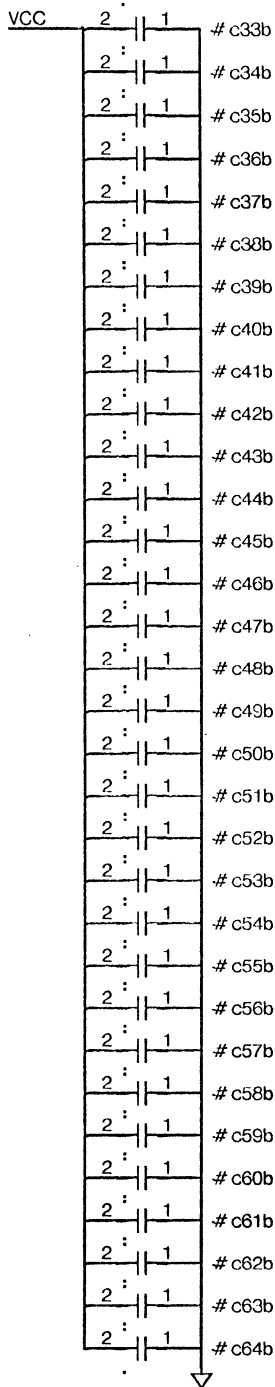 VCC 2 1 -# c33b
2 1 -# c34b
2 1 -# c35b
2 1 -# c36b
2 1 -# c37b
2 1 -# c38b
2 1 -# c39b
2 1 -# c40b
2 1 -# c41b
2 1 -# c42b
2 1 -# c43b
2 1 -# c44b
2 1 -# c45b
2 1 -# c46b
2 1 -# c47b
2 1 -# c48b
2 1 -# c49b
2 1 -# c50b
2 1 -# c51b
2 1 -# c52b
2 1 -# c53b
2 1 -# c54b
2 1 -# c55b
2 1 -# c56b
2 1 -# c57b
2 1 -# c58b
2 1 -# c59b
2 1 -# c60b
2 1 -# c61b
2 1 -# c62b
2 1 -# c63b
2 1 -# c64b